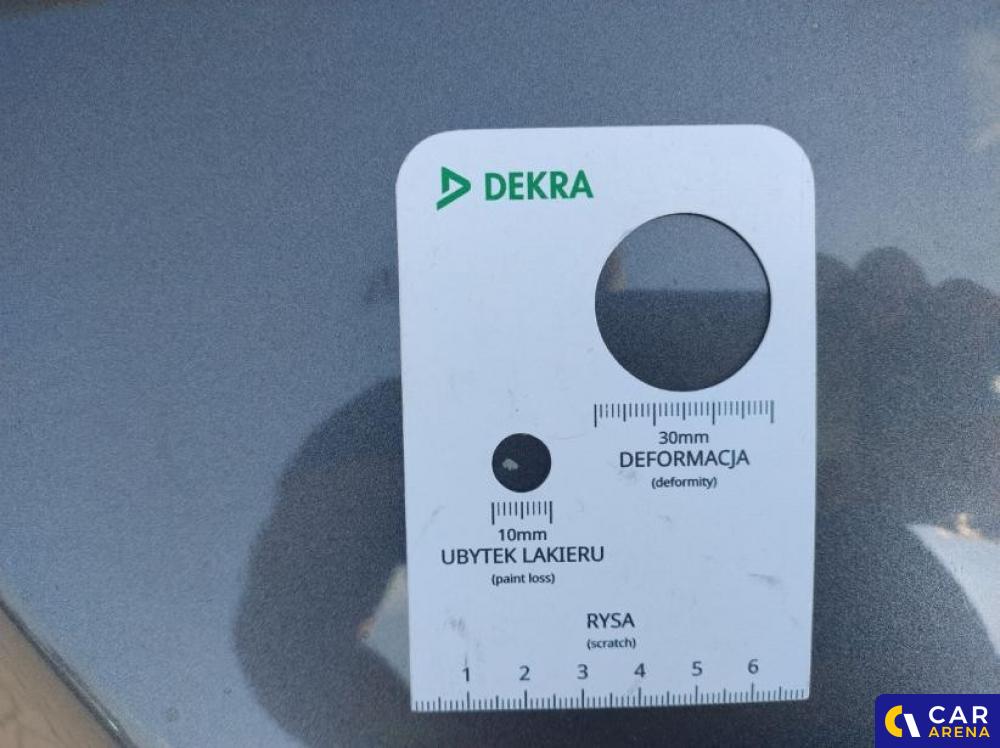 DEKRA
30mm
DEFORMACJA
(deformity)
10mm
UBYTEK LAKIERU
(paint loss)
RYSA
(scratch)
1 2 3 4 5 6
CAR
ARENA